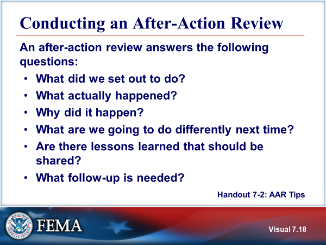 Conducting an After-Action Review
An after-action review answers the following
questions:
• What did we set out to do?
• What actually happened?
• Why did it happen?
• What are we going to do differently next time?
• Are there lessons learned that should be
shared?
• What follow-up is needed?
Handout 7-2: AAR Tips
FEMA
Visual 7.18